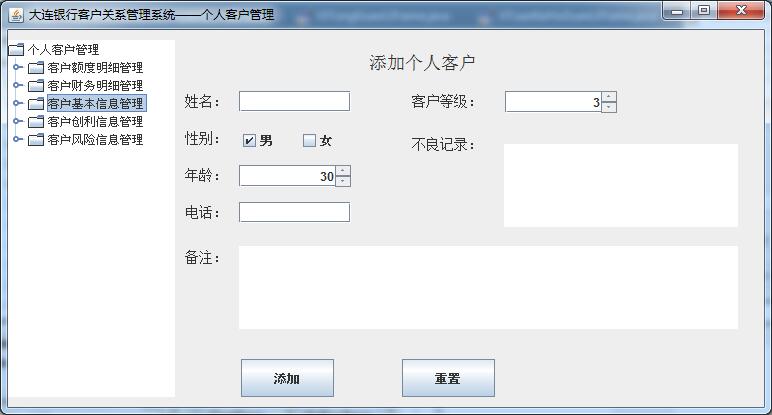 大连银行客户关系管理系统——个人客户管理
个人客户管理
客户额度明细管理
客户财务明细管理
客户基本信息管理
客户创利信息管理
客户风险信息管理
添加个人客户
姓名：
客户等级： 3
性别： 男 女
不良记录：
年龄： 30
电话：
备注：
添加 重置